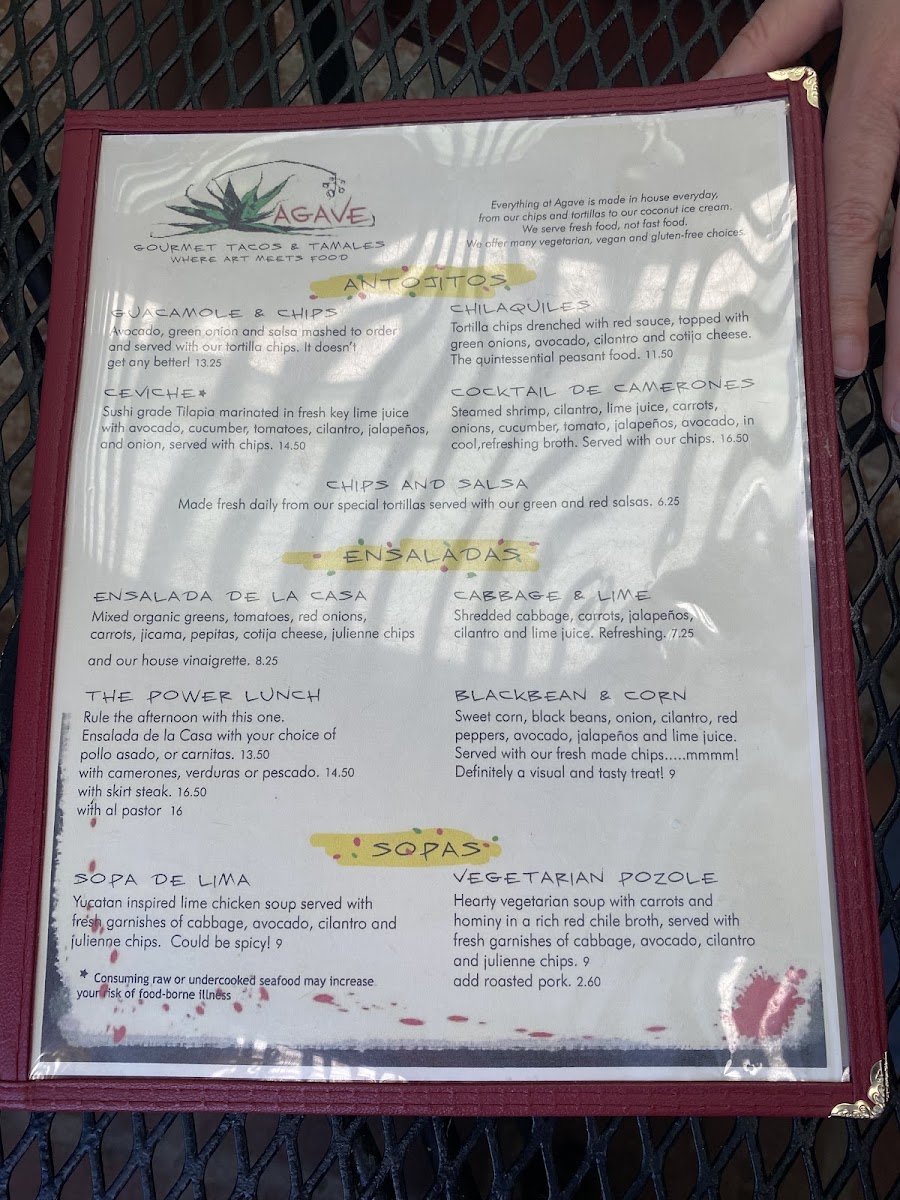 AGAVE
GOURMET TACOS & TAMALES
WHERE ART MEETS FOOD
Everything at Agave is made in house everyday,
from our chips and tortillas to our coconut ice cream.
We serve fresh food, not fast food.
We offer many vegetarian, vegan and gluten-free choices.
ANTOJITOS
GUACAMOLE & CHIPS
Avocado, green onion and salsa mashed to order
and served with our tortilla chips. It doesn't
get any better! 13.25
CHILAQUILES
Tortilla chips drenched with red sauce, topped with
green onions, avocado, cilantro and cotija cheese.
The quintessential peasant food. 11.50
CEVICHE*
Sushi grade Tilapia marinated in fresh key lime juice
with avocado, cucumber, tomatoes, cilantro, jalapeños,
and onion, served with chips. 14.50
COCKTAIL DE CAMERONES
Steamed shrimp, cilantro, lime juice, carrots,
onions, cucumber, tomato, jalapeños, avocado, in
cool,refreshing broth. Served with our chips. 16.50
CHIPS AND SALSA
Made fresh daily from our special tortillas served with our green and red salsas. 6.25
ENSALADAS
ENSALADA DE LA CASA
Mixed organic greens, tomatoes, red onions,
carrots, jicama, pepitas, cotija cheese, julienne chips
and our house vinaigrette. 8.25
CABBAGE & LIME
Shredded cabbage, carrots, jalapeños,
cilantro and lime juice. Refreshing. 7.25
THE POWER LUNCH
Rule the afternoon with this one.
Ensalada de la Casa with your choice of
pollo asado, or carnitas. 13.50
with camerones, verduras or pescado. 14.50
with skirt steak. 16.50
with al pastor 16
BLACKBEAN & CORN
Sweet corn, black beans, onion, cilantro, red
peppers, avocado, jalapeños and lime juice.
Served with our fresh made chips.....mmmm!
Definitely a visual and tasty treat! 9
SOPAS
SOPA DE LIMA
Yucatan inspired lime chicken soup served with
fresh garnishes of cabbage, avocado, cilantro and
julienne chips. Could be spicy! 9
* Consuming raw or undercooked seafood may increase
your risk of food-borne illness
VEGETARIAN POZOLE
Hearty vegetarian soup with carrots and
hominy in a rich red chile broth, served with
fresh garnishes of cabbage, avocado, cilantro
and julienne chips. 9
add roasted pork. 2.60